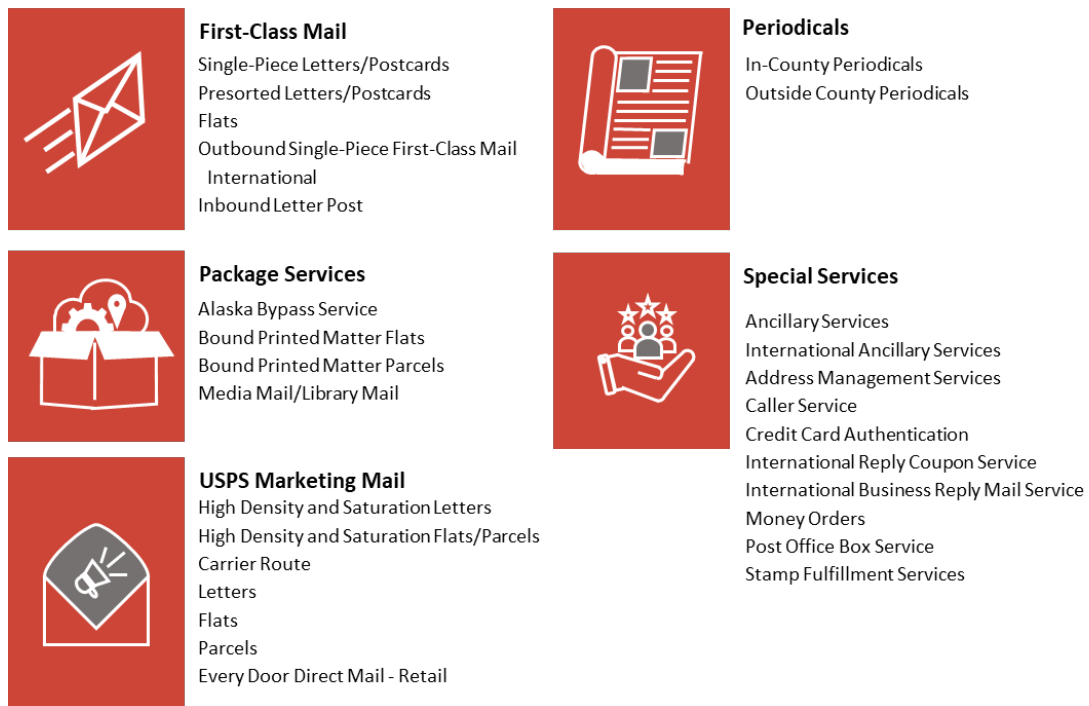 First-Class Mail
Single-Piece Letters/Postcards
Presorted Letters/Postcards
Flats
Outbound Single-Piece First-Class Mail
International
Inbound Letter Post
Package Services
Alaska Bypass Service
Bound Printed Matter Flats
Bound Printed Matter Parcels
Media Mail/Library Mail
USPS Marketing Mail
High Density and Saturation Letters
High Density and Saturation Flats/Parcels
Carrier Route
Letters
Flats
Parcels
Every Door Direct Mail - Retail
Periodicals
In-County Periodicals
Outside County Periodicals
Special Services
Ancillary Services
International Ancillary Services
Address Management Services
Caller Service
Credit Card Authentication
International Reply Coupon Service
International Business Reply Mail Service
Money Orders
Post Office Box Service
Stamp Fulfillment Services